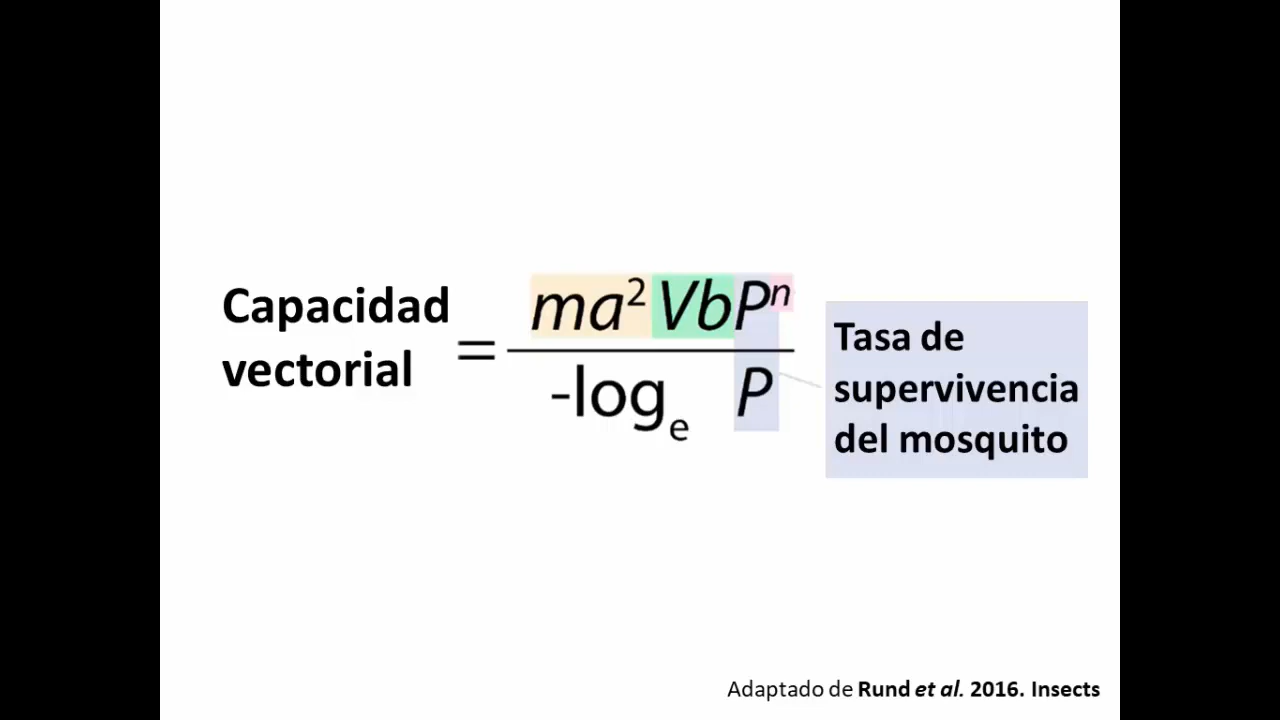 Capacidad
vectorial
=
ma²VbPⁿ
-logₑ P
Tasa de
supervivencia
del mosquito
Adaptado de Rund et al. 2016. Insects